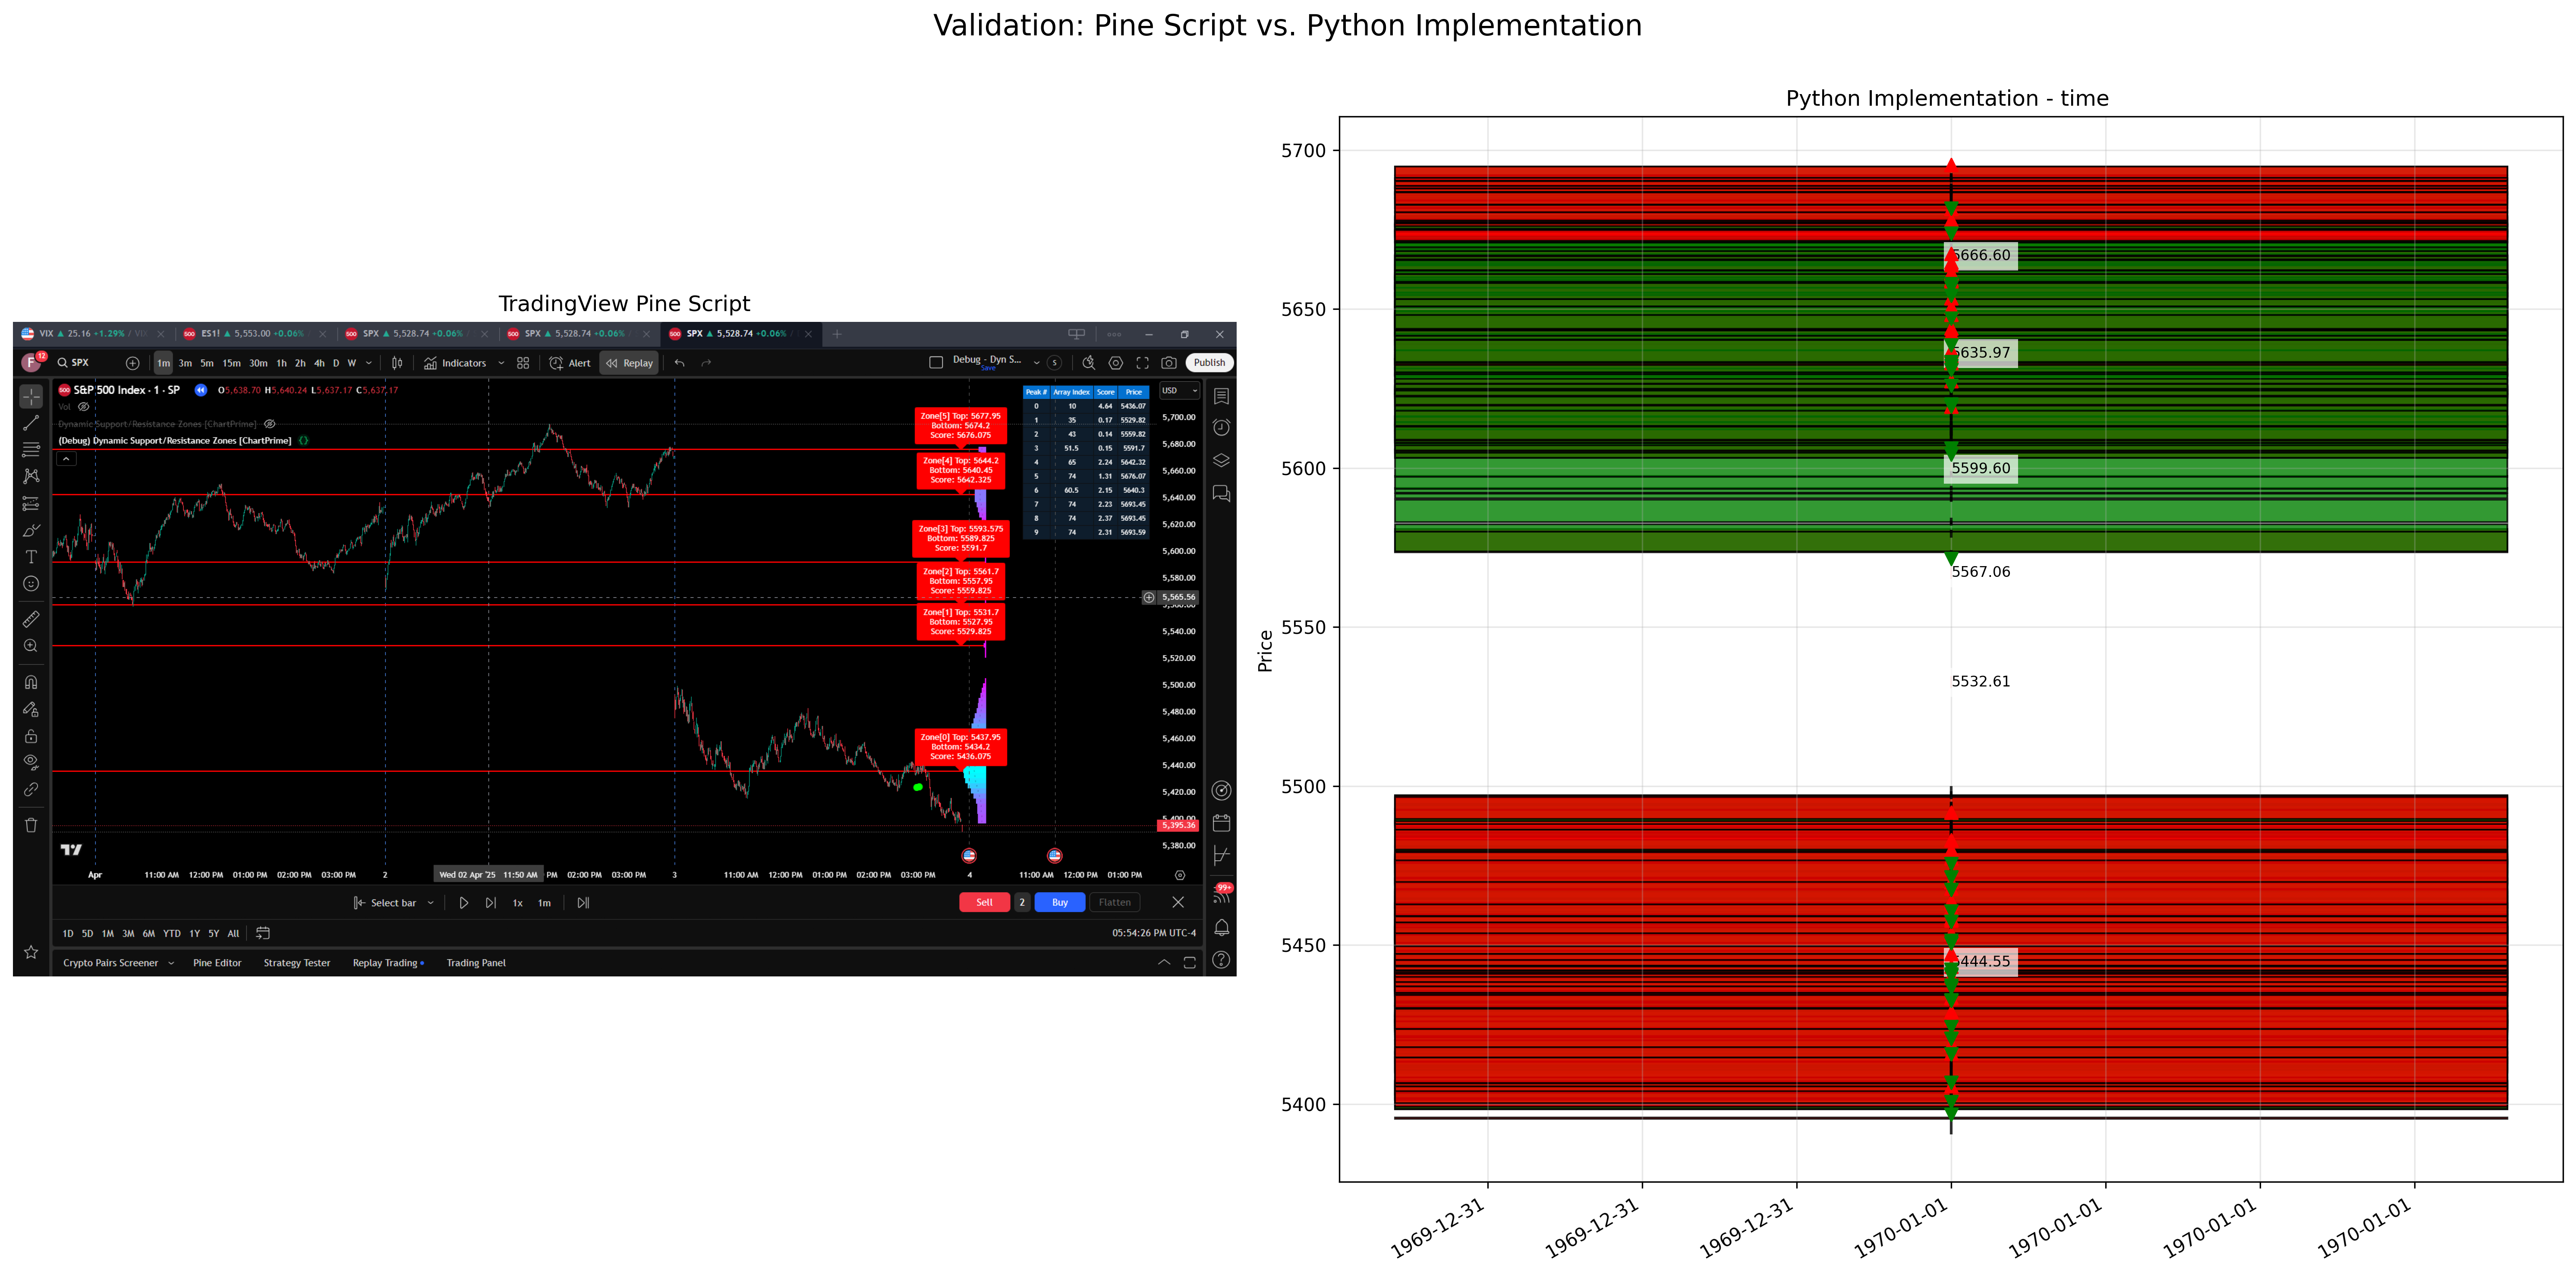 Validation: Pine Script vs. Python Implementation
TradingView Pine Script
VIX ▲ 25.16 +1.29% / VIX
ES1! ▲ 5,553.00 +0.06%
SPX ▲ 5,528.74 +0.06%
SPX ▲ 5,528.74 +0.06%
SPX ▲ 5,528.74 +0.06% /
F 12
SPX
1m 3m 5m 15m 30m 1h 2h 4h D W
Indicators
Alert
Replay
Debug - Dyn S...
Save
S
Publish
S&P 500 Index · 1 · SP
O5,638.70 H5,640.24 L5,637.17 C5,637.17
Vol
Dynamic Support/Resistance Zones [ChartPrime]
(Debug) Dynamic Support/Resistance Zones [ChartPrime] {}
Peak # Array Index Score Price
0 10 4.64 5436.07
1 35 0.17 5529.82
2 43 0.14 5559.82
3 51.5 0.15 5591.7
4 65 2.24 5642.32
5 74 1.31 5676.07
6 60.5 2.15 5640.3
7 74 2.23 5693.45
8 74 2.37 5693.45
9 74 2.31 5693.59
Zone[5] Top: 5677.95
Bottom: 5674.2
Score: 5676.075
Zone[4] Top: 5644.2
Bottom: 5640.45
Score: 5642.325
Zone[3] Top: 5593.575
Bottom: 5589.825
Score: 5591.7
Zone[2] Top: 5561.7
Bottom: 5557.95
Score: 5559.825
Zone[1] Top: 5531.7
Bottom: 5527.95
Score: 5529.825
Zone[0] Top: 5437.95
Bottom: 5434.2
Score: 5436.075
USD
5,700.00
5,680.00
5,660.00
5,640.00
5,620.00
5,600.00
5,580.00
5,565.56
5,540.00
5,520.00
5,500.00
5,480.00
5,460.00
5,440.00
5,420.00
5,400.00
5,395.36
5,380.00
Apr
11:00 AM 12:00 PM 01:00 PM 02:00 PM 03:00 PM
2
Wed 02 Apr '25 11:50 AM
PM 02:00 PM 03:00 PM
3
11:00 AM 12:00 PM 01:00 PM 02:00 PM 03:00 PM
4
11:00 AM 12:00 PM 01:00 PM
Select bar
1x 1m
Sell 2 Buy Flatten
99+
1D 5D 1M 3M 6M YTD 1Y 5Y All
05:54:26 PM UTC-4
Crypto Pairs Screener
Pine Editor
Strategy Tester
Replay Trading
Trading Panel
Python Implementation - time
Price
5700
5650
5600
5550
5500
5450
5400
5666.60
5635.97
5599.60
5567.06
5532.61
5444.55
1969-12-31
1969-12-31
1969-12-31
1970-01-01
1970-01-01
1970-01-01
1970-01-01